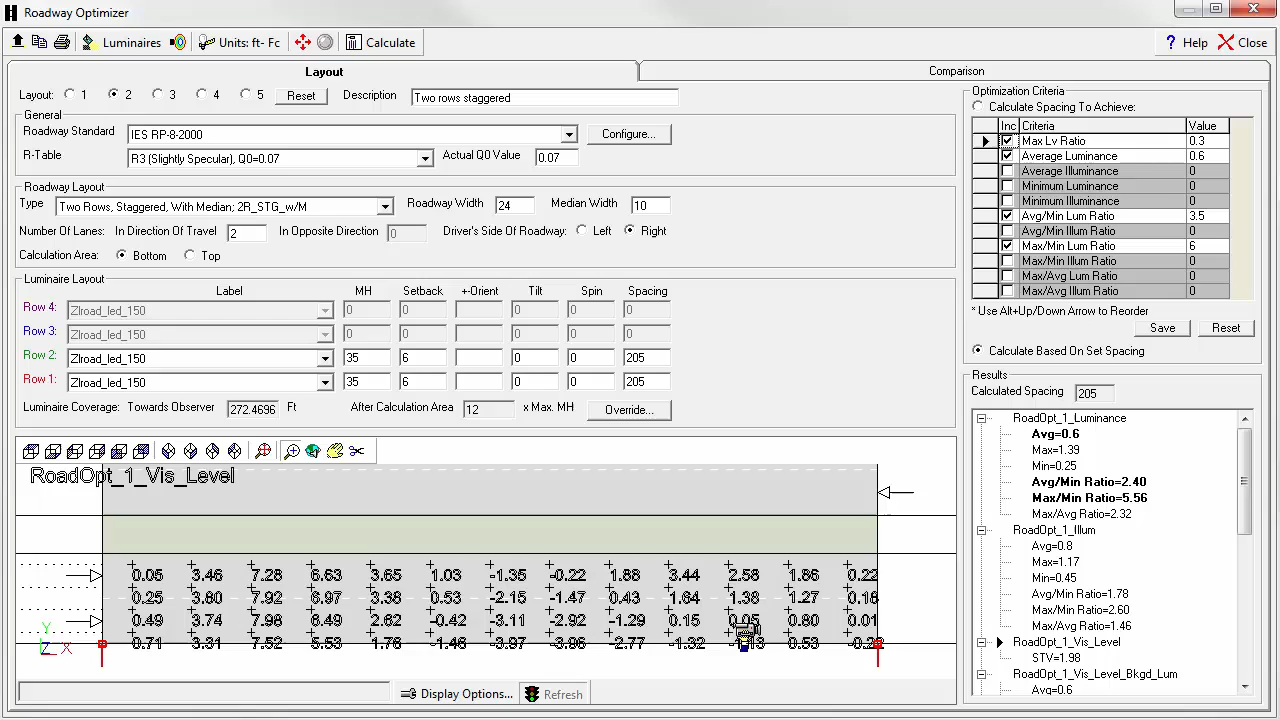 Roadway Optimizer
Luminaires Units: ft- Fc Calculate Help Close
Layout Comparison
Layout: 1 2 3 4 5 Reset Description Two rows staggered
General
Roadway Standard IES RP-8-2000 Configure...
R-Table R3 (Slightly Specular), Q0=0.07 Actual Q0 Value 0.07
Roadway Layout
Type Two Rows, Staggered, With Median; 2R_STG_w/M Roadway Width 24 Median Width 10
Number Of Lanes: In Direction Of Travel 2 In Opposite Direction 0 Driver's Side Of Roadway: Left Right
Calculation Area: Bottom Top
Luminaire Layout
Label MH Setback +-Orient Tilt Spin Spacing
Row 4: Zlroad_led_150 0 0 0 0 0
Row 3: Zlroad_led_150 0 0 0 0 0
Row 2: Zlroad_led_150 35 6 0 0 205
Row 1: Zlroad_led_150 35 6 0 0 205
Luminaire Coverage: Towards Observer 272.4696 Ft After Calculation Area 12 x Max. MH Override...
RoadOpt_1_Vis_Level
0.05 3.46 7.28 6.63 3.65 1.03 -1.35 -0.22 1.88 3.44 2.58 1.86 0.22
0.25 3.60 7.92 6.97 3.38 0.53 -2.15 -1.47 0.43 1.64 1.38 1.27 0.16
0.49 3.74 7.98 6.49 2.62 -0.42 -3.11 -2.92 -1.29 0.15 0.80 0.01
0.71 3.31 7.52 5.53 1.76 -1.46 -3.97 -3.96 -2.77 -1.32 0.53
Y
Z X
Display Options... Refresh
Optimization Criteria
Calculate Spacing To Achieve:
Inc Criteria Value
Max Lv Ratio 0.3
Average Luminance 0.6
Average Illuminance 0
Minimum Luminance 0
Minimum Illuminance 0
Avg/Min Lum Ratio 3.5
Avg/Min Illum Ratio 0
Max/Min Lum Ratio 6
Max/Min Illum Ratio 0
Max/Avg Lum Ratio 0
Max/Avg Illum Ratio 0
* Use Alt+Up/Down Arrow to Reorder
Save Reset
Calculate Based On Set Spacing
Results
Calculated Spacing 205
RoadOpt_1_Luminance
Avg=0.6
Max=1.39
Min=0.25
Avg/Min Ratio=2.40
Max/Min Ratio=5.56
Max/Avg Ratio=2.32
RoadOpt_1_Illum
Avg=0.8
Max=1.17
Min=0.45
Avg/Min Ratio=1.78
Max/Min Ratio=2.60
Max/Avg Ratio=1.46
RoadOpt_1_Vis_Level
STV=1.98
RoadOpt_1_Vis_Level_Bkgd_Lum
Avg=0.6